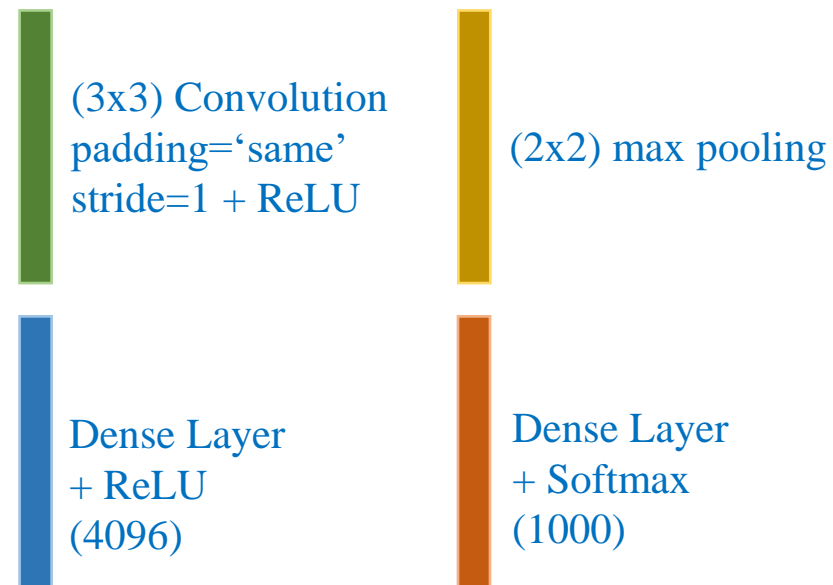 (3x3) Convolution
padding=‘same’
stride=1 + ReLU
(2x2) max pooling
Dense Layer
+ ReLU
(4096)
Dense Layer
+ Softmax
(1000)